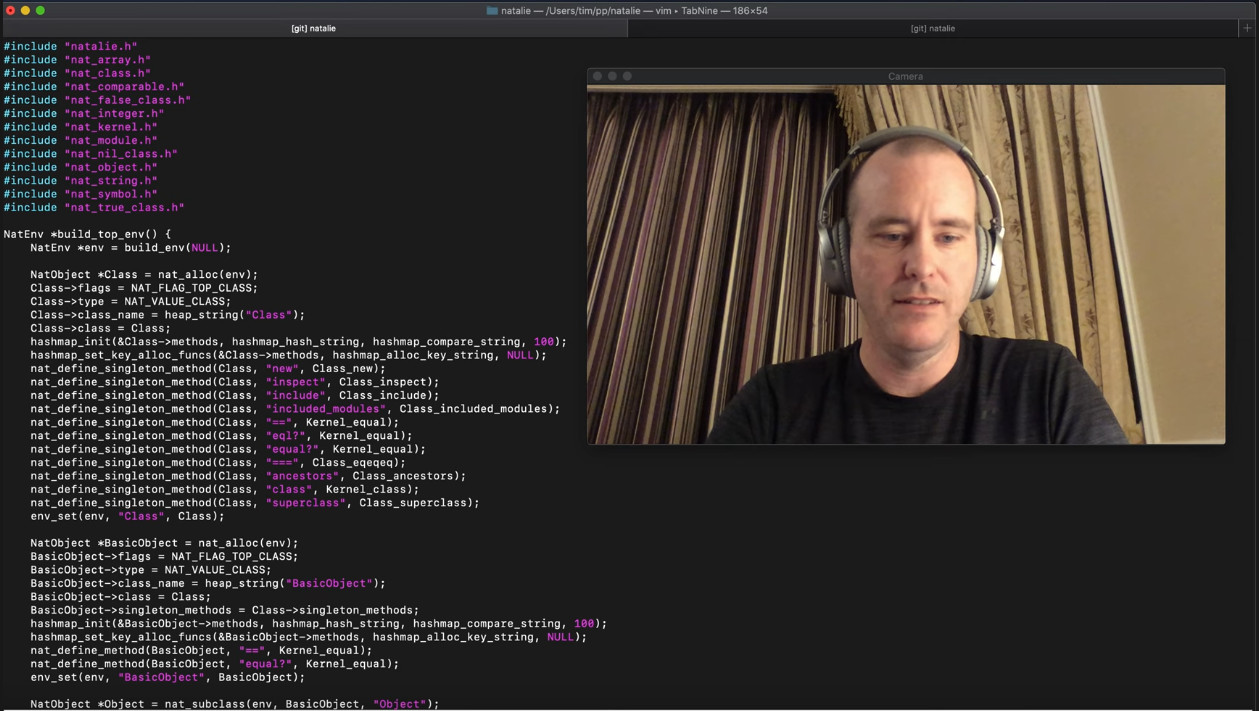 natalie — /Users/tim/pp/natalie — vim • TabNine — 186×54
[git] natalie
[git] natalie
+
#include "natalie.h"
#include "nat_array.h"
#include "nat_class.h"
#include "nat_comparable.h"
#include "nat_false_class.h"
#include "nat_integer.h"
#include "nat_kernel.h"
#include "nat_module.h"
#include "nat_nil_class.h"
#include "nat_object.h"
#include "nat_string.h"
#include "nat_symbol.h"
#include "nat_true_class.h"
Camera
NatEnv *build_top_env() {
    NatEnv *env = build_env(NULL);
    NatObject *Class = nat_alloc(env);
    Class->flags = NAT_FLAG_TOP_CLASS;
    Class->type = NAT_VALUE_CLASS;
    Class->class_name = heap_string("Class");
    Class->class = Class;
    hashmap_init(&Class->methods, hashmap_hash_string, hashmap_compare_string, 100);
    hashmap_set_key_alloc_funcs(&Class->methods, hashmap_alloc_key_string, NULL);
    nat_define_singleton_method(Class, "new", Class_new);
    nat_define_singleton_method(Class, "inspect", Class_inspect);
    nat_define_singleton_method(Class, "include", Class_include);
    nat_define_singleton_method(Class, "included_modules", Class_included_modules);
    nat_define_singleton_method(Class, "==", Kernel_equal);
    nat_define_singleton_method(Class, "eql?", Kernel_equal);
    nat_define_singleton_method(Class, "equal?", Kernel_equal);
    nat_define_singleton_method(Class, "===", Class_eqeqeq);
    nat_define_singleton_method(Class, "ancestors", Class_ancestors);
    nat_define_singleton_method(Class, "class", Kernel_class);
    nat_define_singleton_method(Class, "superclass", Class_superclass);
    env_set(env, "Class", Class);
    NatObject *BasicObject = nat_alloc(env);
    BasicObject->flags = NAT_FLAG_TOP_CLASS;
    BasicObject->type = NAT_VALUE_CLASS;
    BasicObject->class_name = heap_string("BasicObject");
    BasicObject->class = Class;
    BasicObject->singleton_methods = Class->singleton_methods;
    hashmap_init(&BasicObject->methods, hashmap_hash_string, hashmap_compare_string, 100);
    hashmap_set_key_alloc_funcs(&BasicObject->methods, hashmap_alloc_key_string, NULL);
    nat_define_method(BasicObject, "==", Kernel_equal);
    nat_define_method(BasicObject, "equal?", Kernel_equal);
    env_set(env, "BasicObject", BasicObject);
    NatObject *Object = nat_subclass(env, BasicObject, "Object");